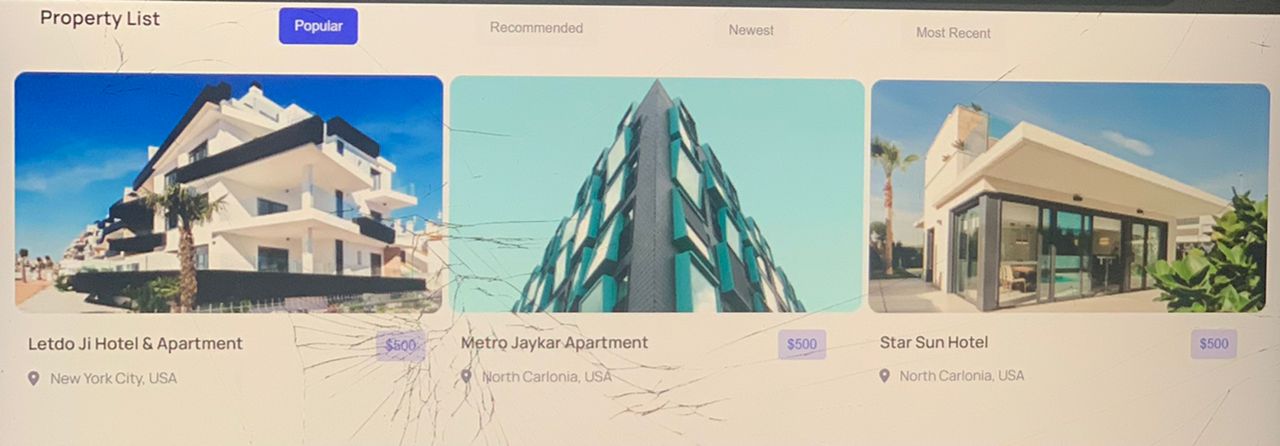 Property List
Popular
Recommended
Newest
Most Recent
Letdo Ji Hotel & Apartment
$500
New York City, USA
Metro Jaykar Apartment
$500
North Carlonia, USA
Star Sun Hotel
$500
North Carlonia, USA